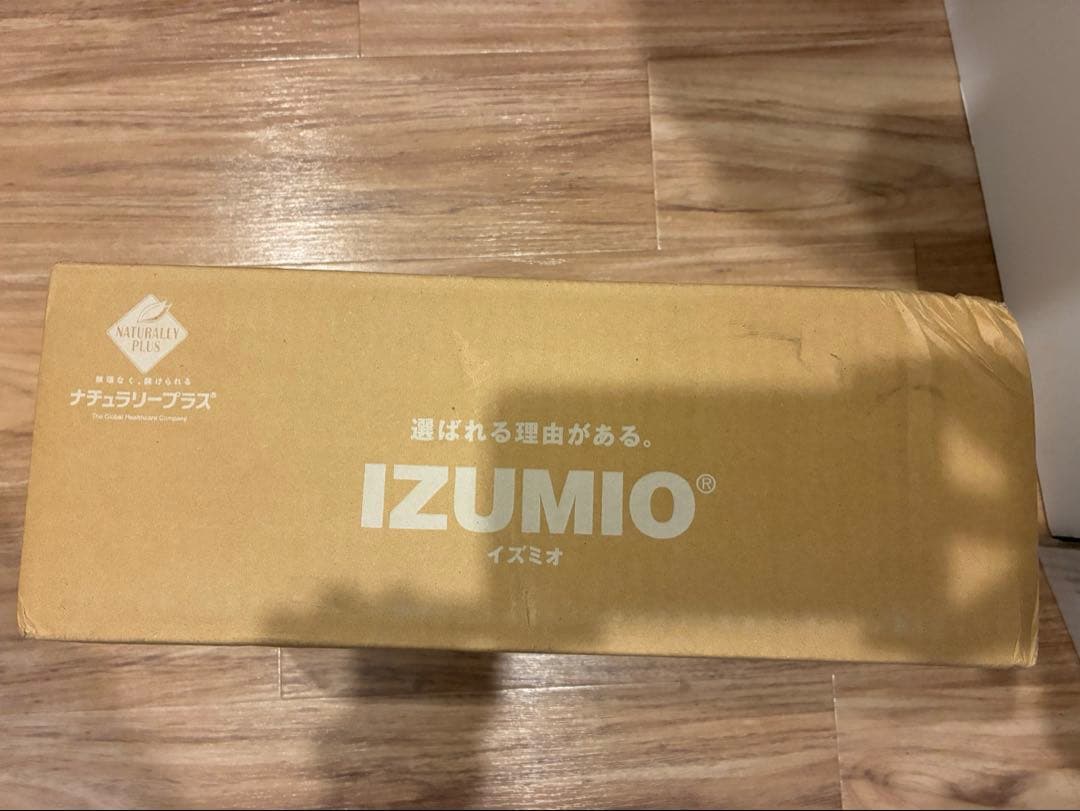 NATURALLY
PLUS
無理なく、続けられる
ナチュラリープラス®
The Global Healthcare Company
選ばれる理由がある。
IZUMIO®
イズミオ